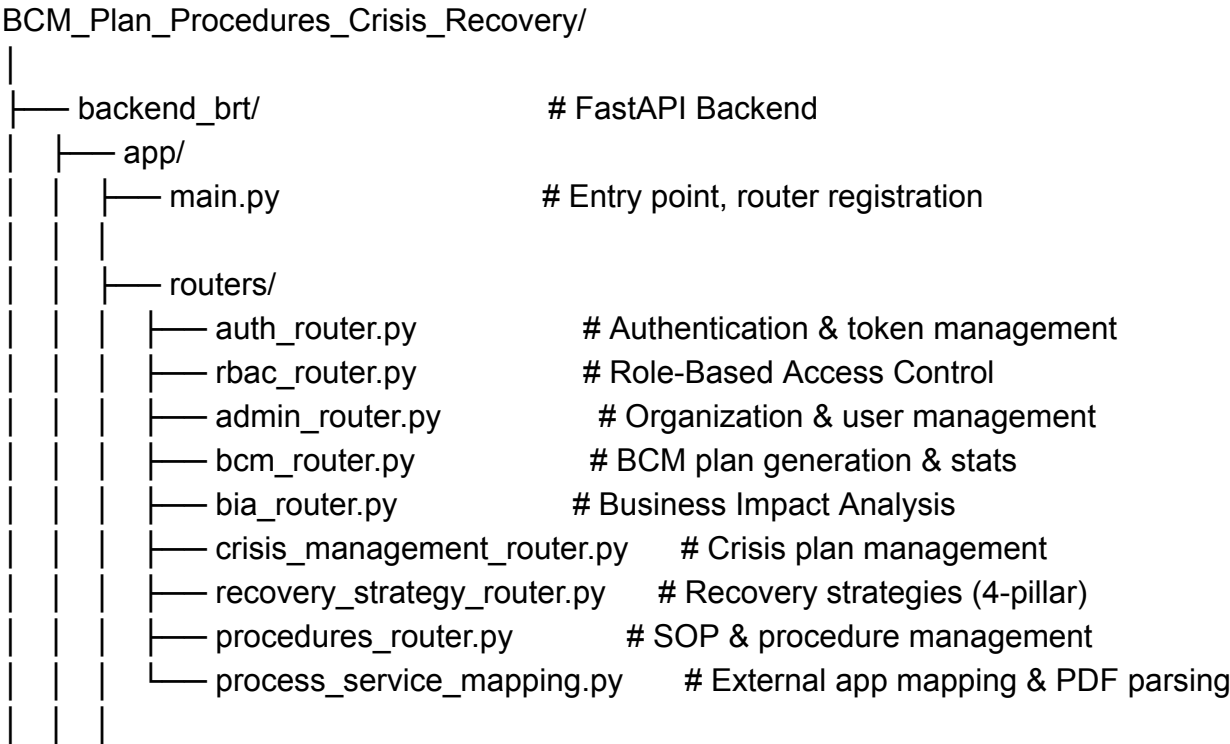 BCM_Plan_Procedures_Crisis_Recovery/
│
├── backend_brt/                    # FastAPI Backend
│   ├── app/
│   │   ├── main.py                 # Entry point, router registration
│   │   │
│   │   ├── routers/
│   │   │   ├── auth_router.py                # Authentication & token management
│   │   │   ├── rbac_router.py                # Role-Based Access Control
│   │   │   ├── admin_router.py                # Organization & user management
│   │   │   ├── bcm_router.py                # BCM plan generation & stats
│   │   │   ├── bia_router.py                # Business Impact Analysis
│   │   │   ├── crisis_management_router.py    # Crisis plan management
│   │   │   ├── recovery_strategy_router.py    # Recovery strategies (4-pillar)
│   │   │   ├── procedures_router.py           # SOP & procedure management
│   │   │   └── process_service_mapping.py     # External app mapping & PDF parsing
│   │   │